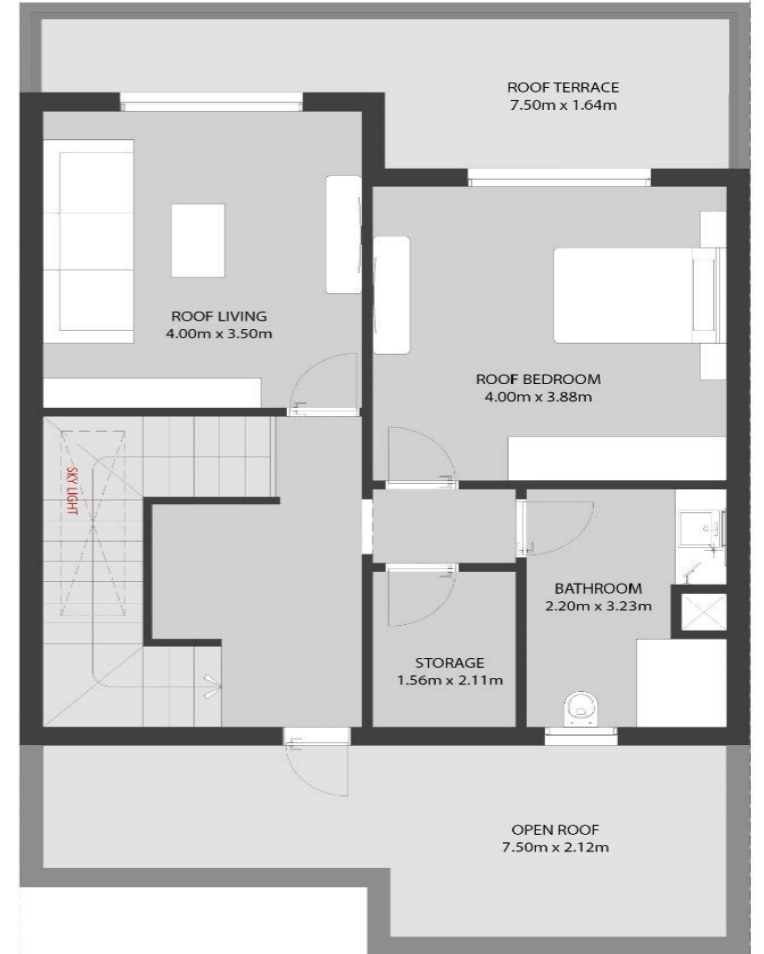 ROOF TERRACE
7.50m x 1.64m
ROOF LIVING
4.00m x 3.50m
ROOF BEDROOM
4.00m x 3.88m
SKY LIGHT
BATHROOM
2.20m x 3.23m
STORAGE
1.56m x 2.11m
OPEN ROOF
7.50m x 2.12m